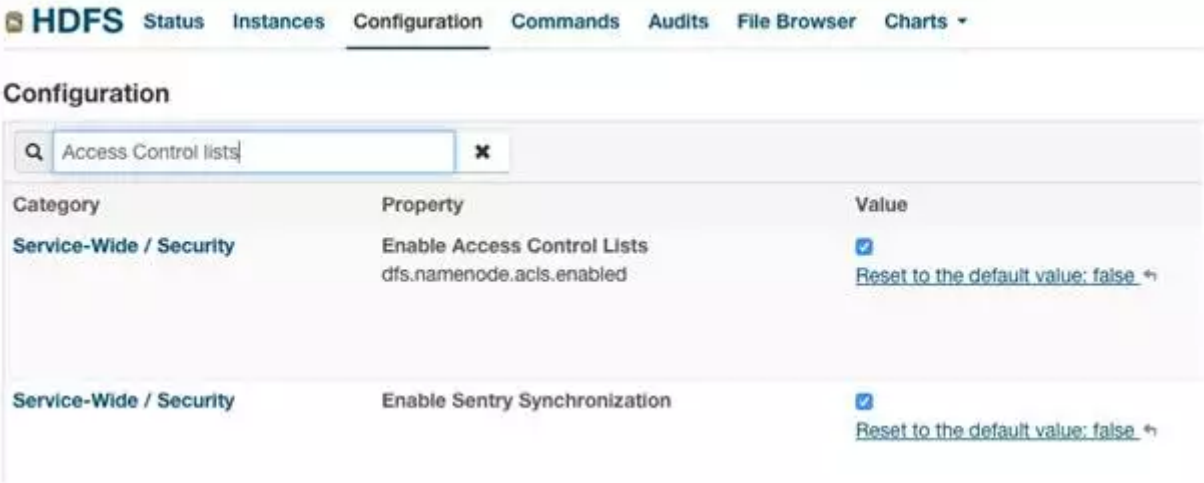 HDFS Status Instances Configuration Commands Audits File Browser Charts
Configuration
Access Control lists
Category Property Value
Service-Wide / Security Enable Access Control Lists
dfs.namenode.acls.enabled Reset to the default value: false
Service-Wide / Security Enable Sentry Synchronization
Reset to the default value: false